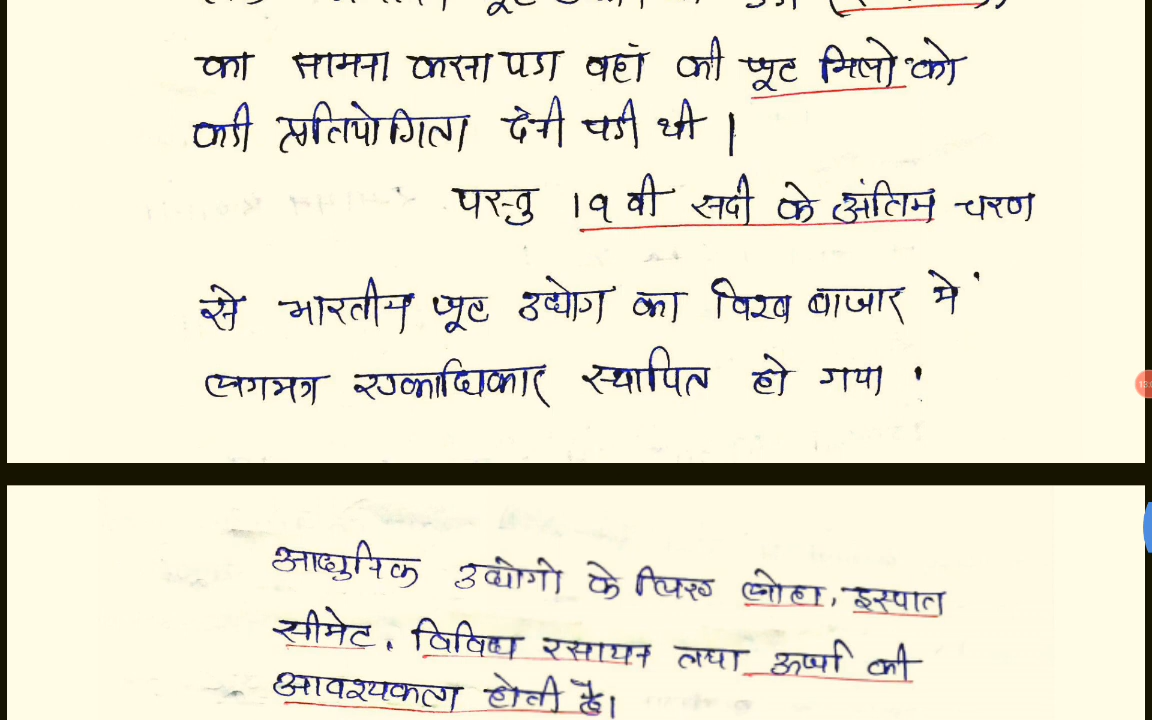 का सामना करना पडा वहां की जूट मिलो को
कडी प्रतियोगिता देनी पडी थी |
परन्तु 19 वी सदी के अंतिम चरण
से भारतीय जूट उद्योग का विश्व बाजार में
लगभग एकाधिकार स्थापित हो गया ।
आधुनिक उद्योगो के लिए लोहा, इस्पात
सीमेंट, विविध रसायन तथा ऊर्जा की
आवश्यकता होती है।